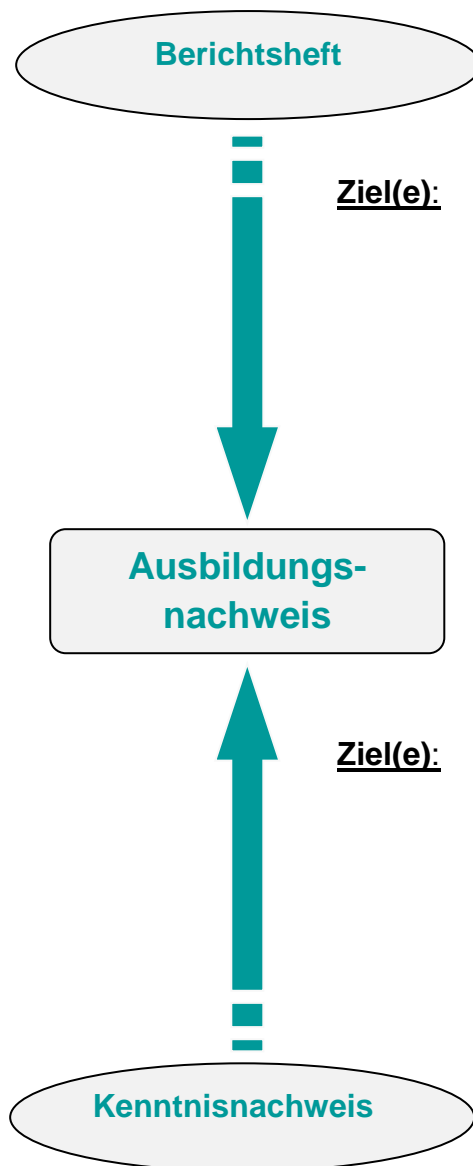 Berichtsheft
Ziel(e):
Ausbildungs-
nachweis
Ziel(e):
Kenntnisnachweis